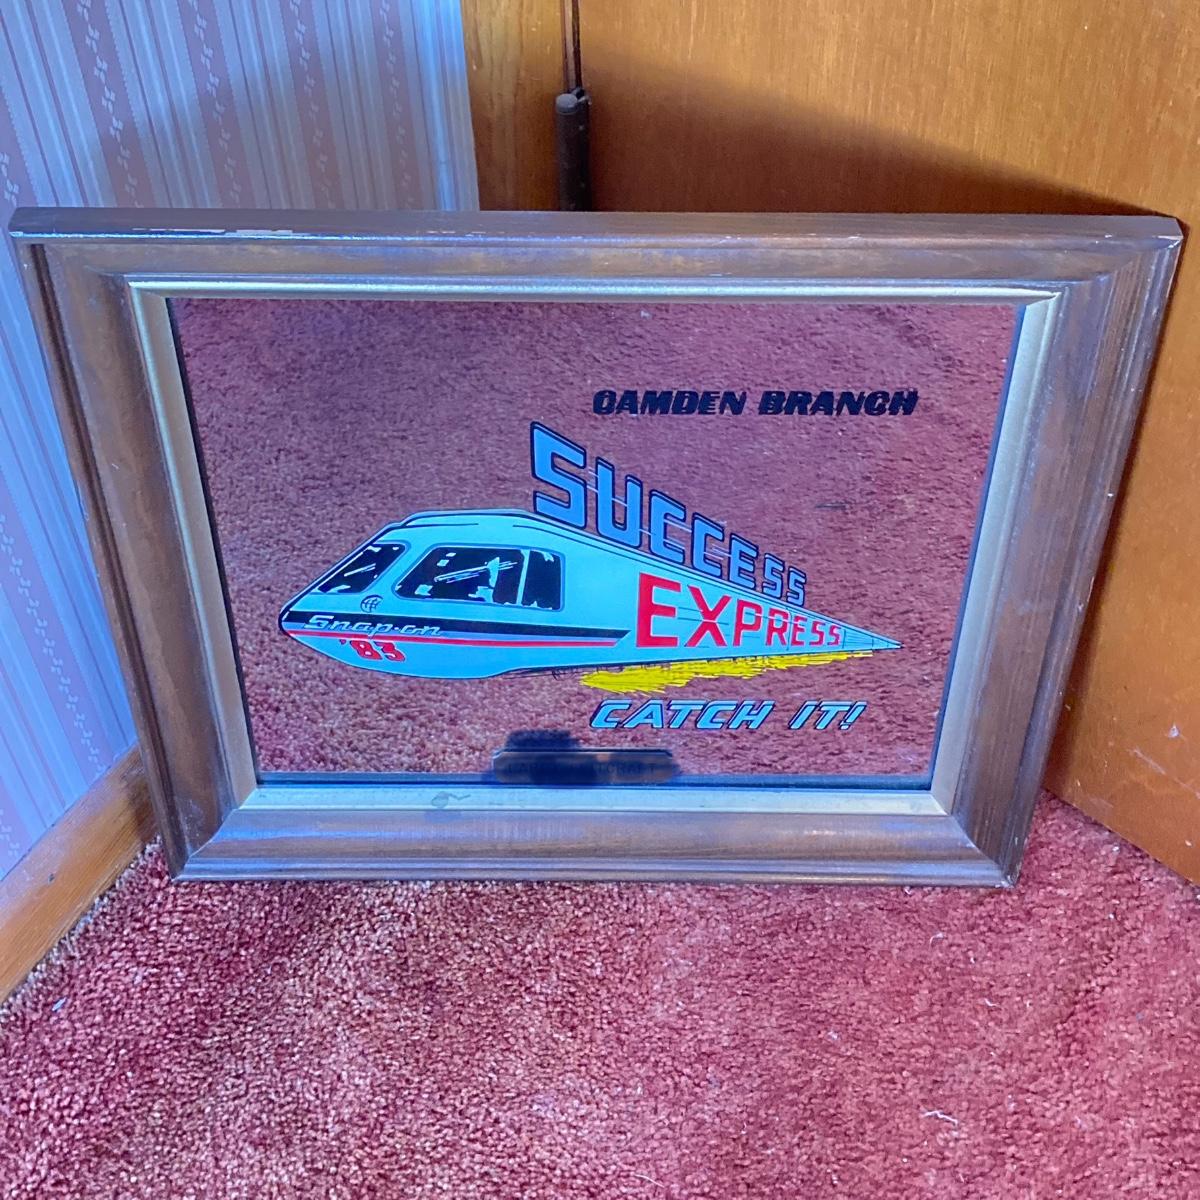 CAMDEN BRANCH
SUCCESS
EXPRESS
Snap-on
'83
CATCH IT!